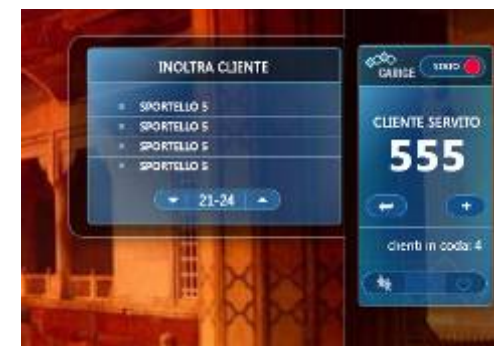 INOLTRA CLIENTE
SPORTELLO 5
SPORTELLO 5
SPORTELLO 5
SPORTELLO 5
21-24
CARIGE
CLIENTE SERVITO
555
+
clienti in coda: 4